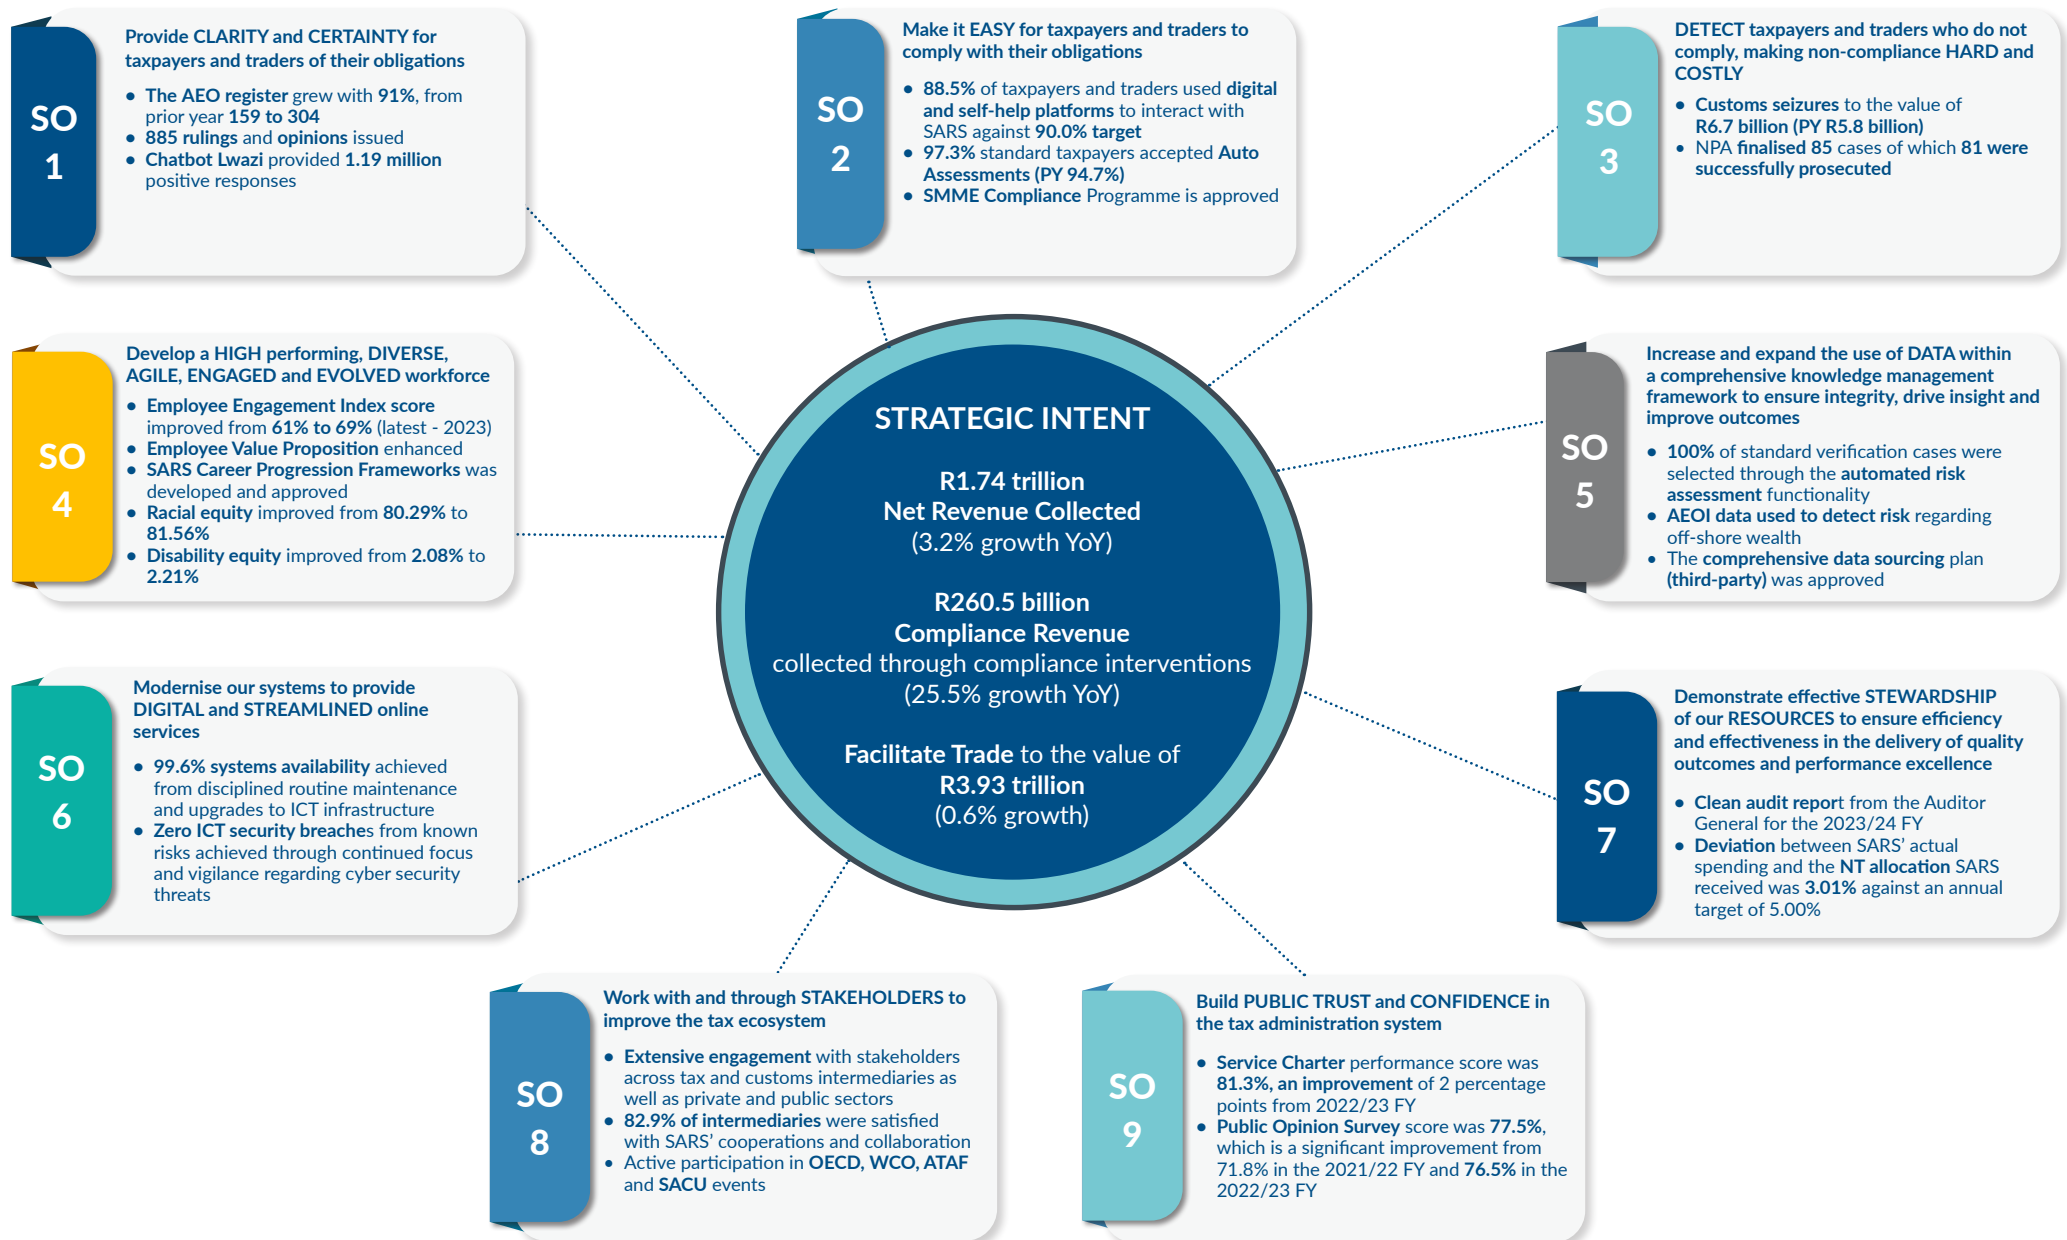 SO
1
Provide CLARITY and CERTAINTY for
taxpayers and traders of their obligations
• The AEO register grew with 91%, from
prior year 159 to 304
• 885 rulings and opinions issued
• Chatbot Lwazi provided 1.19 million
positive responses
SO
2
Make it EASY for taxpayers and traders to
comply with their obligations
• 88.5% of taxpayers and traders used digital
and self-help platforms to interact with
SARS against 90.0% target
• 97.3% standard taxpayers accepted Auto
Assessments (PY 94.7%)
• SMME Compliance Programme is approved
SO
3
DETECT taxpayers and traders who do not
comply, making non-compliance HARD and
COSTLY
• Customs seizures to the value of
R6.7 billion (PY R5.8 billion)
• NPA finalised 85 cases of which 81 were
successfully prosecuted
SO
4
Develop a HIGH performing, DIVERSE,
AGILE, ENGAGED and EVOLVED workforce
• Employee Engagement Index score
improved from 61% to 69% (latest - 2023)
• Employee Value Proposition enhanced
• SARS Career Progression Frameworks was
developed and approved
• Racial equity improved from 80.29% to
81.56%
• Disability equity improved from 2.08% to
2.21%
STRATEGIC INTENT
R1.74 trillion
Net Revenue Collected
(3.2% growth YoY)
R260.5 billion
Compliance Revenue
collected through compliance interventions
(25.5% growth YoY)
Facilitate Trade to the value of
R3.93 trillion
(0.6% growth)
SO
5
Increase and expand the use of DATA within
a comprehensive knowledge management
framework to ensure integrity, drive insight and
improve outcomes
• 100% of standard verification cases were
selected through the automated risk
assessment functionality
• AEOI data used to detect risk regarding
off-shore wealth
• The comprehensive data sourcing plan
(third-party) was approved
SO
6
Modernise our systems to provide
DIGITAL and STREAMLINED online
services
• 99.6% systems availability achieved
from disciplined routine maintenance
and upgrades to ICT infrastructure
• Zero ICT security breaches from known
risks achieved through continued focus
and vigilance regarding cyber security
threats
SO
7
Demonstrate effective STEWARDSHIP
of our RESOURCES to ensure efficiency
and effectiveness in the delivery of quality
outcomes and performance excellence
• Clean audit report from the Auditor
General for the 2023/24 FY
• Deviation between SARS' actual
spending and the NT allocation SARS
received was 3.01% against an annual
target of 5.00%
SO
8
Work with and through STAKEHOLDERS to
improve the tax ecosystem
• Extensive engagement with stakeholders
across tax and customs intermediaries as
well as private and public sectors
• 82.9% of intermediaries were satisfied
with SARS' cooperations and collaboration
• Active participation in OECD, WCO, ATAF
and SACU events
SO
9
Build PUBLIC TRUST and CONFIDENCE in
the tax administration system
• Service Charter performance score was
81.3%, an improvement of 2 percentage
points from 2022/23 FY
• Public Opinion Survey score was 77.5%,
which is a significant improvement from
71.8% in the 2021/22 FY and 76.5% in the
2022/23 FY